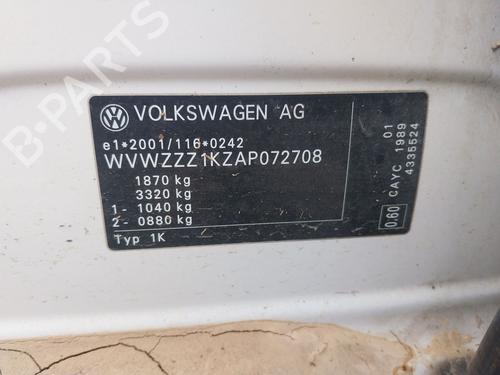 B-PARTS
VOLKSWAGEN AG
e1*2001/116*0242
WVWZZZ1KZAP072708
1870 kg
3320 kg
1 - 1040 kg
2 - 0880 kg
Typ 1K
0.60 CAYC 1989
01
4335524